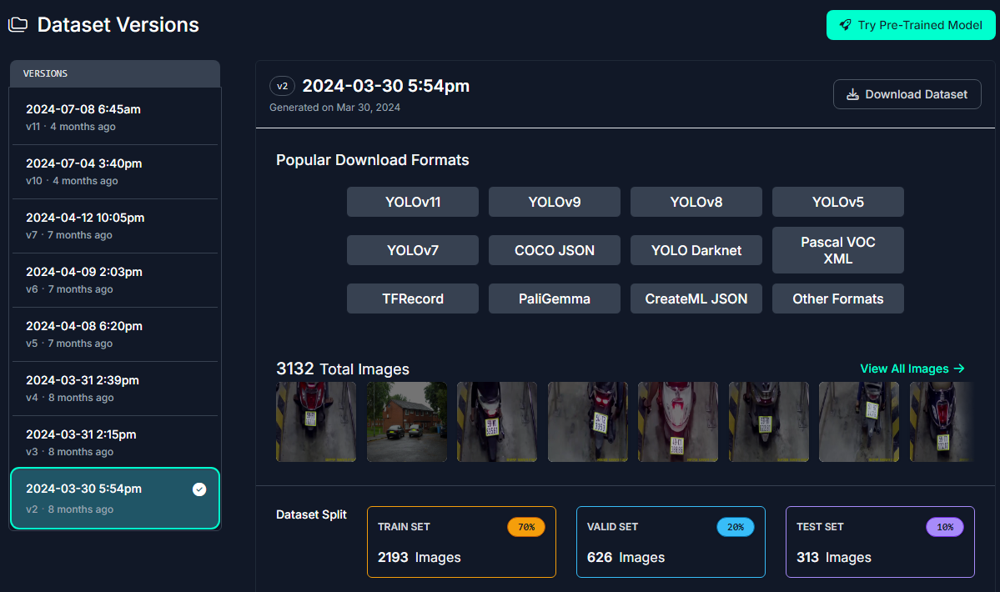 Dataset Versions
Try Pre-Trained Model
VERSIONS
2024-07-08 6:45am
v11 · 4 months ago
2024-07-04 3:40pm
v10 · 4 months ago
2024-04-12 10:05pm
v7 · 7 months ago
2024-04-09 2:03pm
v6 · 7 months ago
2024-04-08 6:20pm
v5 · 7 months ago
2024-03-31 2:39pm
v4 · 8 months ago
2024-03-31 2:15pm
v3 · 8 months ago
2024-03-30 5:54pm
v2 · 8 months ago
v2 2024-03-30 5:54pm
Generated on Mar 30, 2024
Download Dataset
Popular Download Formats
YOLOv11 YOLOv9 YOLOv8 YOLOv5
YOLOv7 COCO JSON YOLO Darknet Pascal VOC
XML
TFRecord PaliGemma CreateML JSON Other Formats
3132 Total Images
View All Images →
Dataset Split
TRAIN SET 70%
2193 Images
VALID SET 20%
626 Images
TEST SET 10%
313 Images